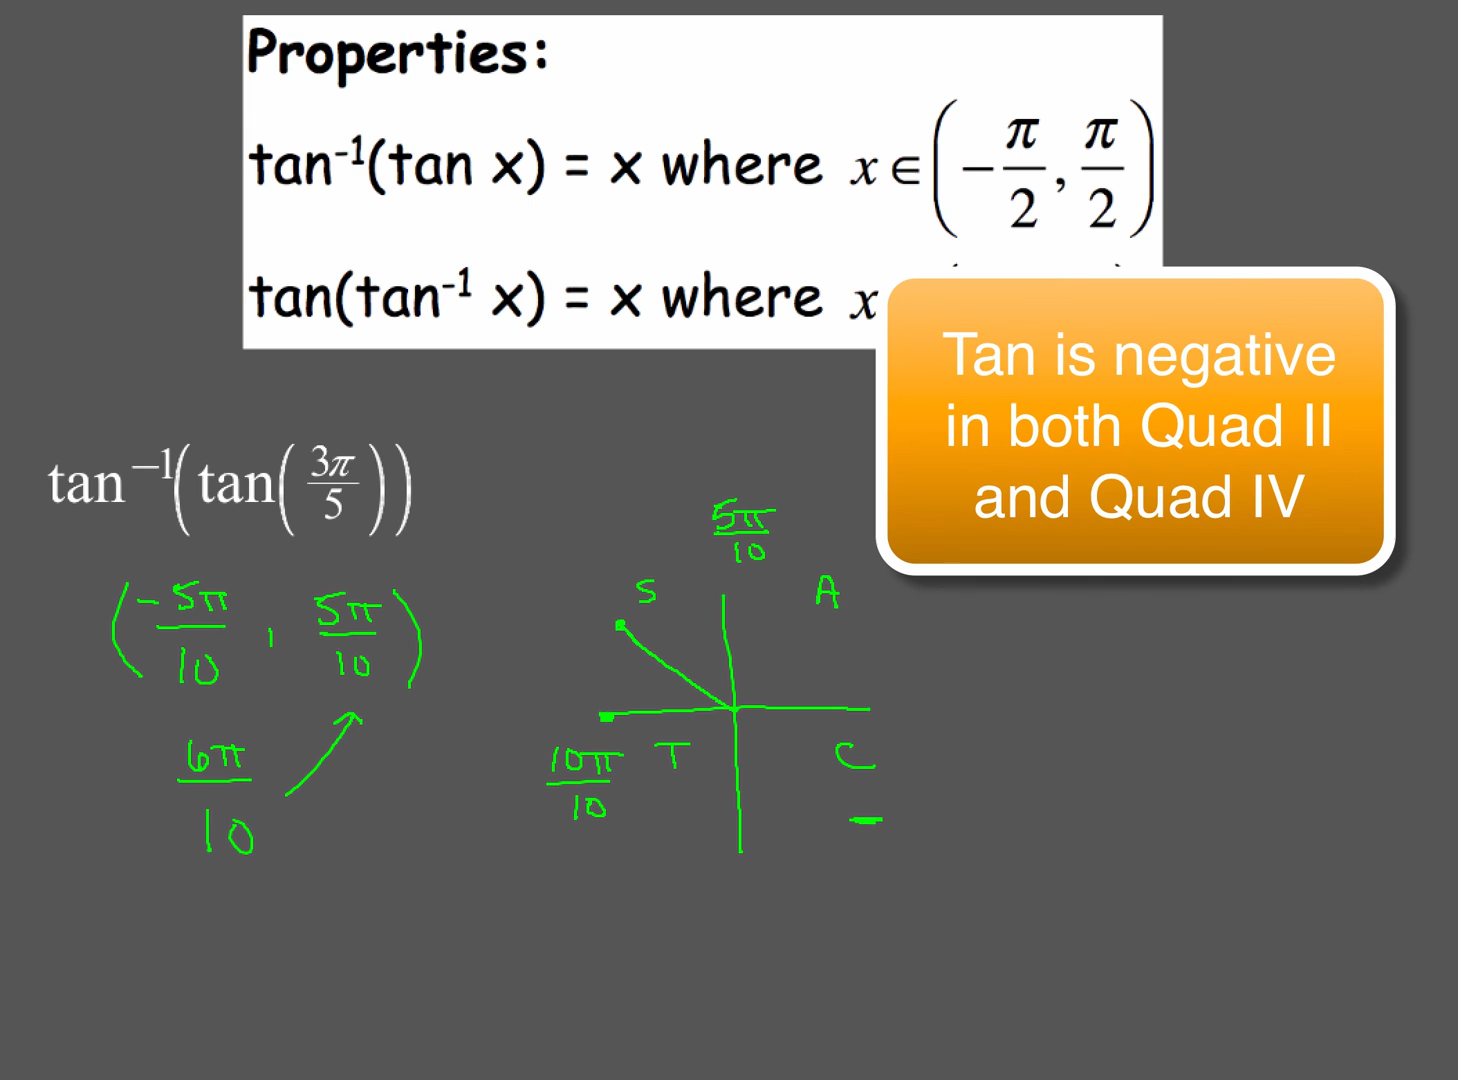 Properties:
tan⁻¹(tan x) = x where x ∈ (−π/2, π/2)
tan(tan⁻¹ x) = x where x
Tan is negative
in both Quad II
and Quad IV
tan⁻¹(tan(3π/5))
(-5π/10, 5π/10)
6π/10
5π/10
S A
10π/10 T C
−